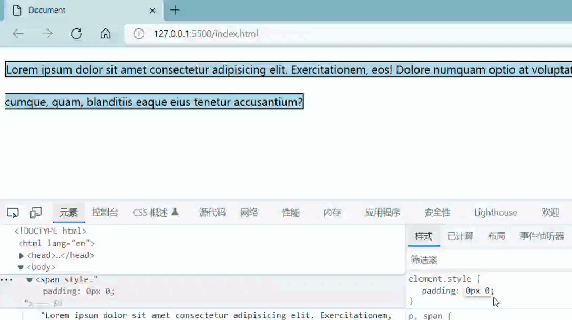 Document
127.0.0.1:5500/index.html
Lorem ipsum dolor sit amet consectetur adipisicing elit. Exercitationem, eos! Dolore numquam optio at voluptat
cumque, quam, blanditiis eaque eius tenetur accusantium?
元素 控制台 CSS 概述 源代码 网络 性能 内存 应用程序 安全性 Lighthouse 欢迎
<!DOCTYPE html>
<html lang="en">
<head>…</head>
<body>
<span style="
padding: 0px 0;
"Lorem ipsum dolor sit amet consectetur adipisicing elit. Exercitationem,
样式 已计算 布局 事件侦听器
筛选器
element.style {
padding: 0px 0;
}
p, span {